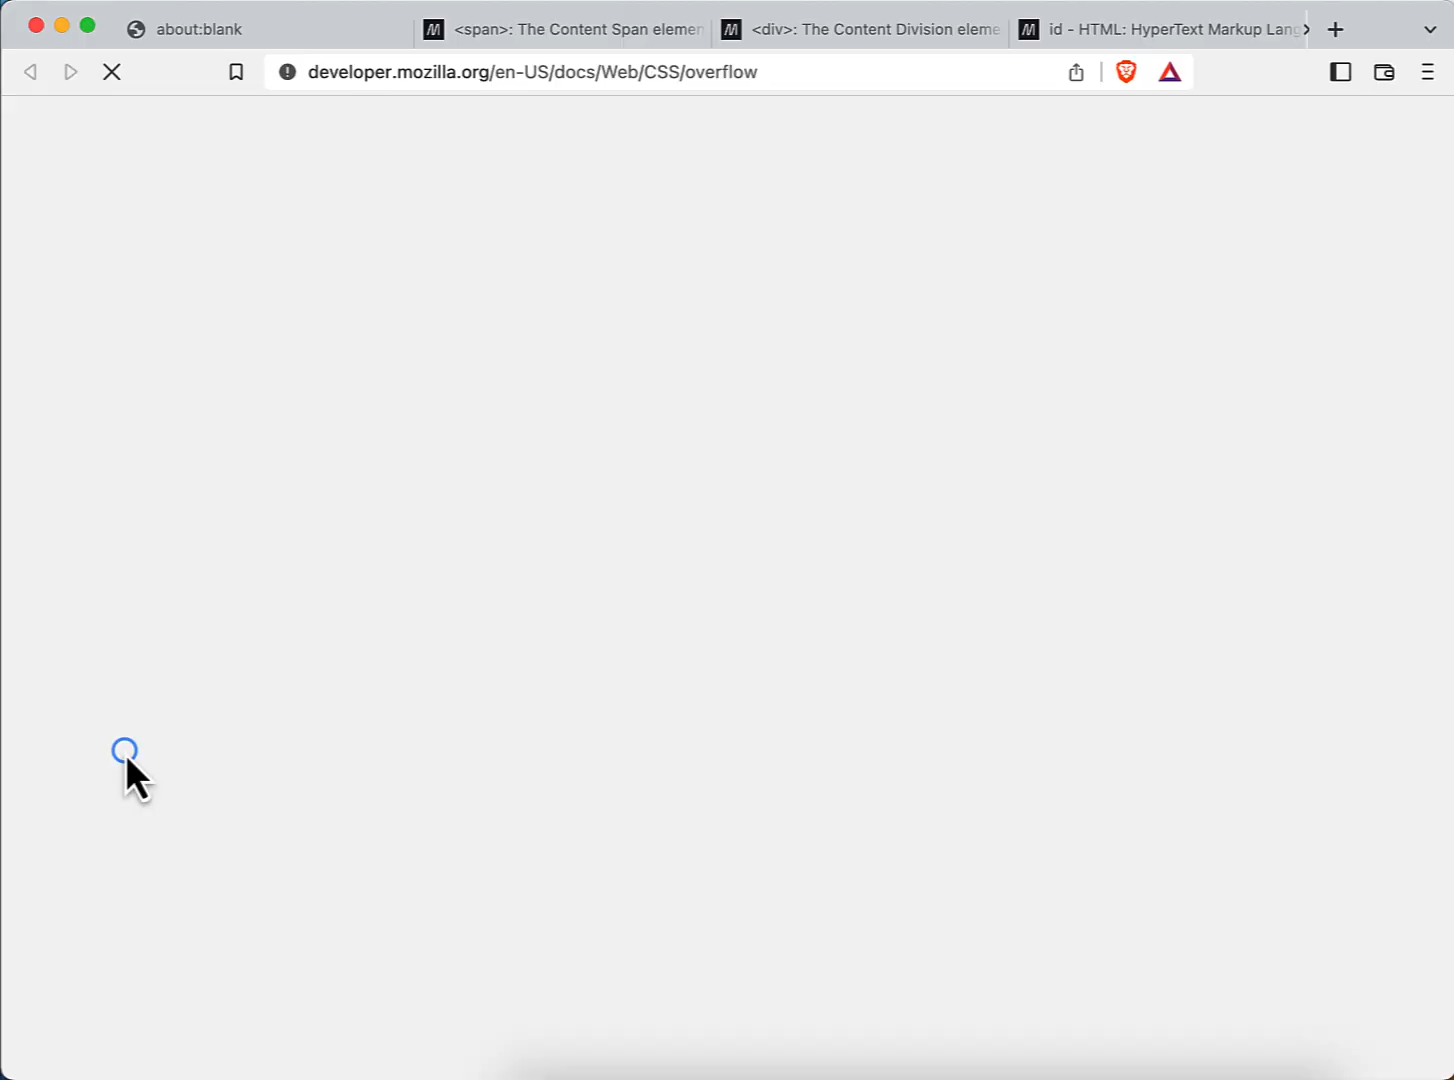 about:blank
<span>: The Content Span elemen
<div>: The Content Division eleme
id - HTML: HyperText Markup Lang
developer.mozilla.org/en-US/docs/Web/CSS/overflow